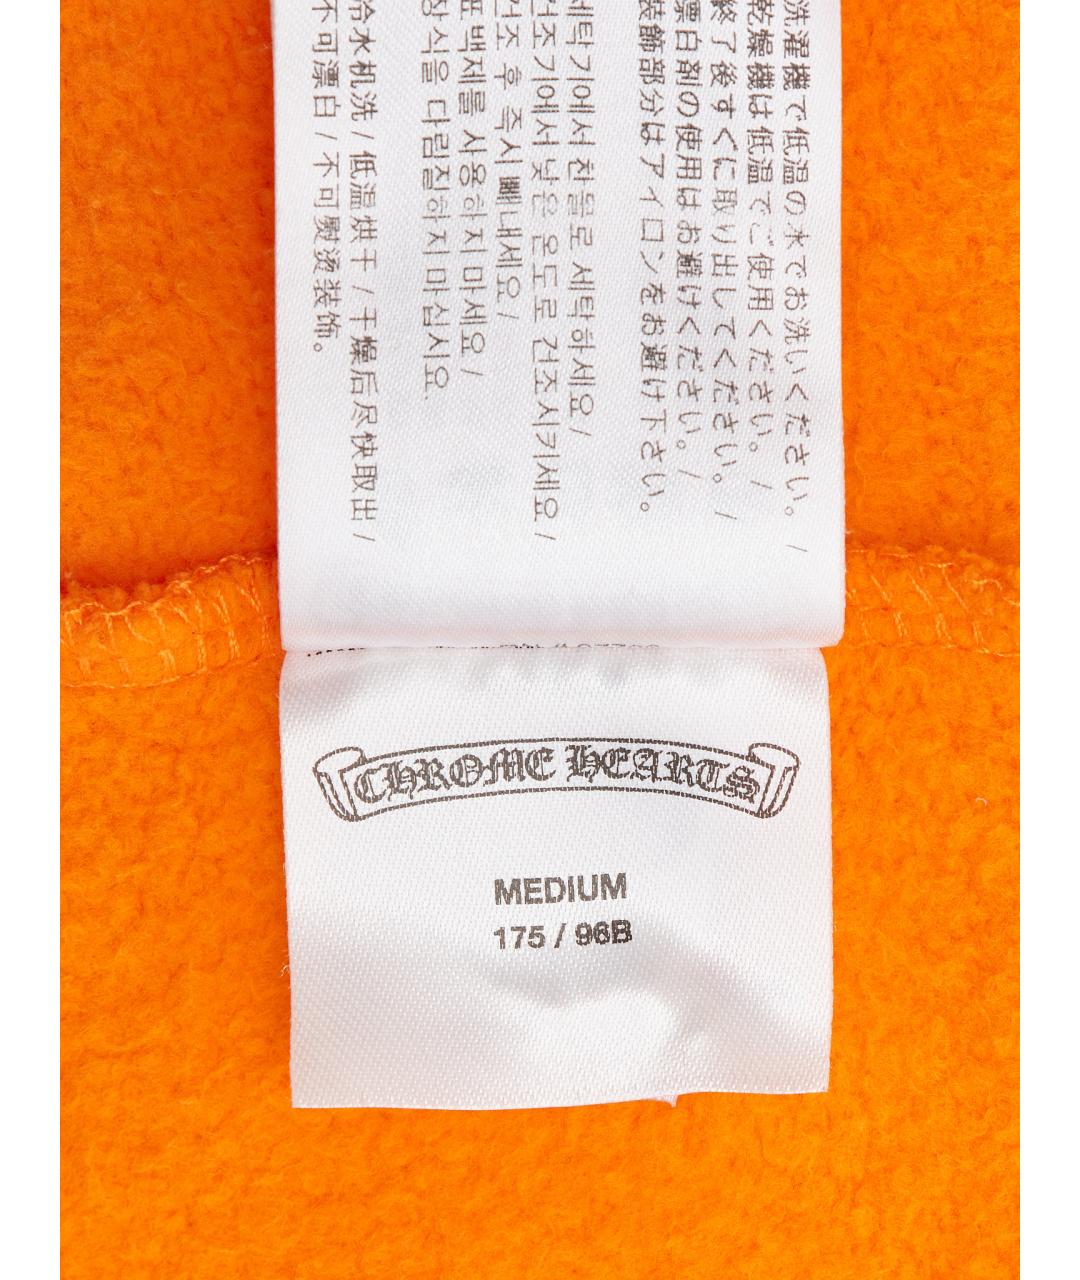 洗濯機で低温の水でお洗いください。 /
乾燥機は低温でご使用ください。 /
終了後すぐに取り出してください。 /
漂白剤の使用はお避けください。 /
装飾部分はアイロンをお避け下さい。
세탁기에서 찬물로 세탁하세요 /
건조기에서 낮은 온도로 건조시키세요 /
건조 후 즉시 빼내세요 /
표백제를 사용하지 마세요 /
장식을 다림질하지 마십시요.
冷水机洗 / 低温烘干 / 干燥后尽快取出 /
不可漂白 / 不可熨烫装饰。
CHROME HEARTS
MEDIUM
175 / 96B